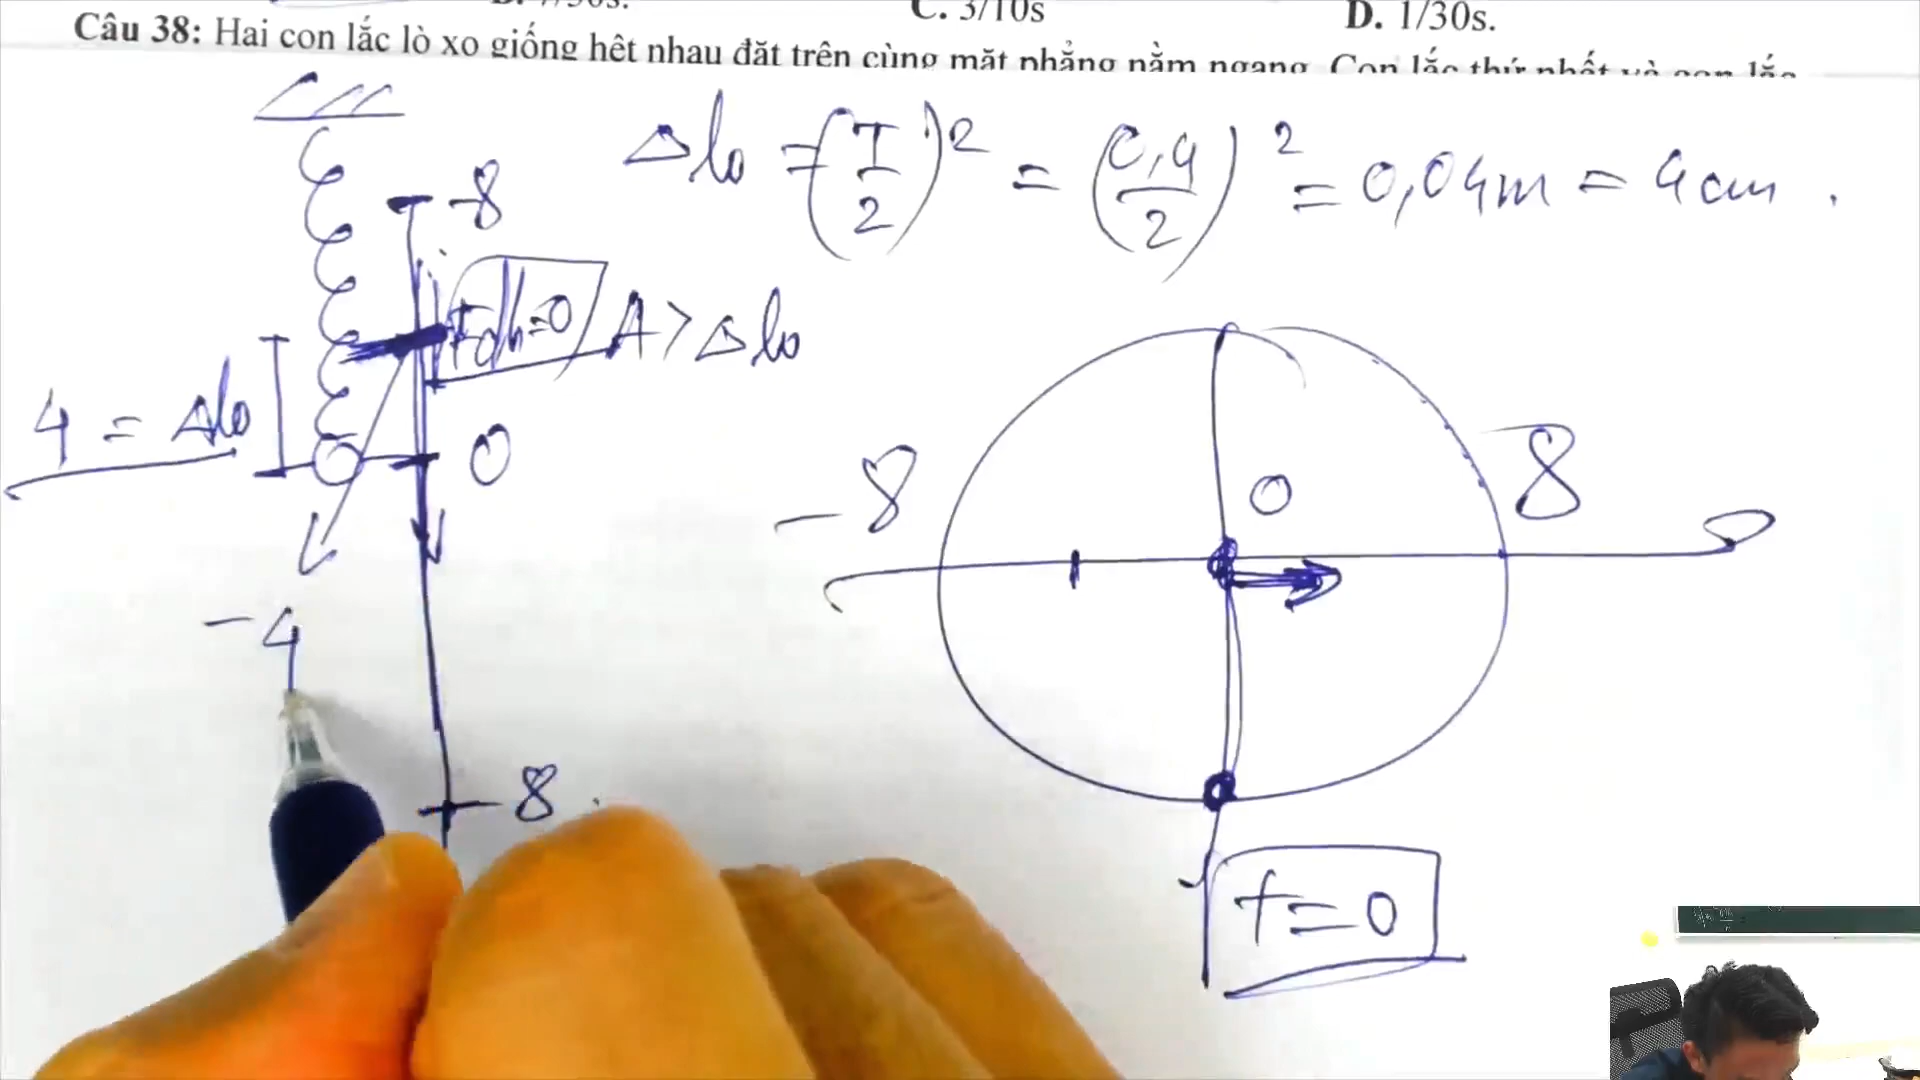 C. 3/10s
D. 1/30s.
Câu 38: Hai con lắc lò xo giống hệt nhau đặt trên cùng mặt phẳng nằm ngang. Con lắc thứ nhất và con lắc
Δl₀ = (T/2)² = (0,4/2)² = 0,04m = 4cm.
-8
Fđh=0
A > Δl₀
4 = Δl₀
O
-4
8
-8
O
8
t=0